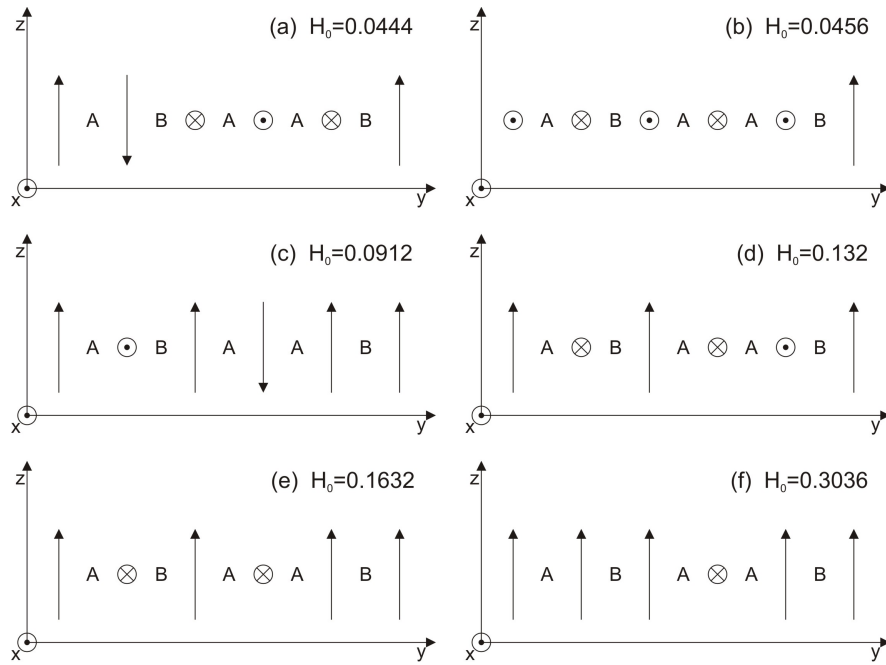 z (a) H₀=0.0444
A B A A B
x y
z (b) H₀=0.0456
A B A A B
x y
z (c) H₀=0.0912
A B A A B
x y
z (d) H₀=0.132
A B A A B
x y
z (e) H₀=0.1632
A B A A B
x y
z (f) H₀=0.3036
A B A A B
x y